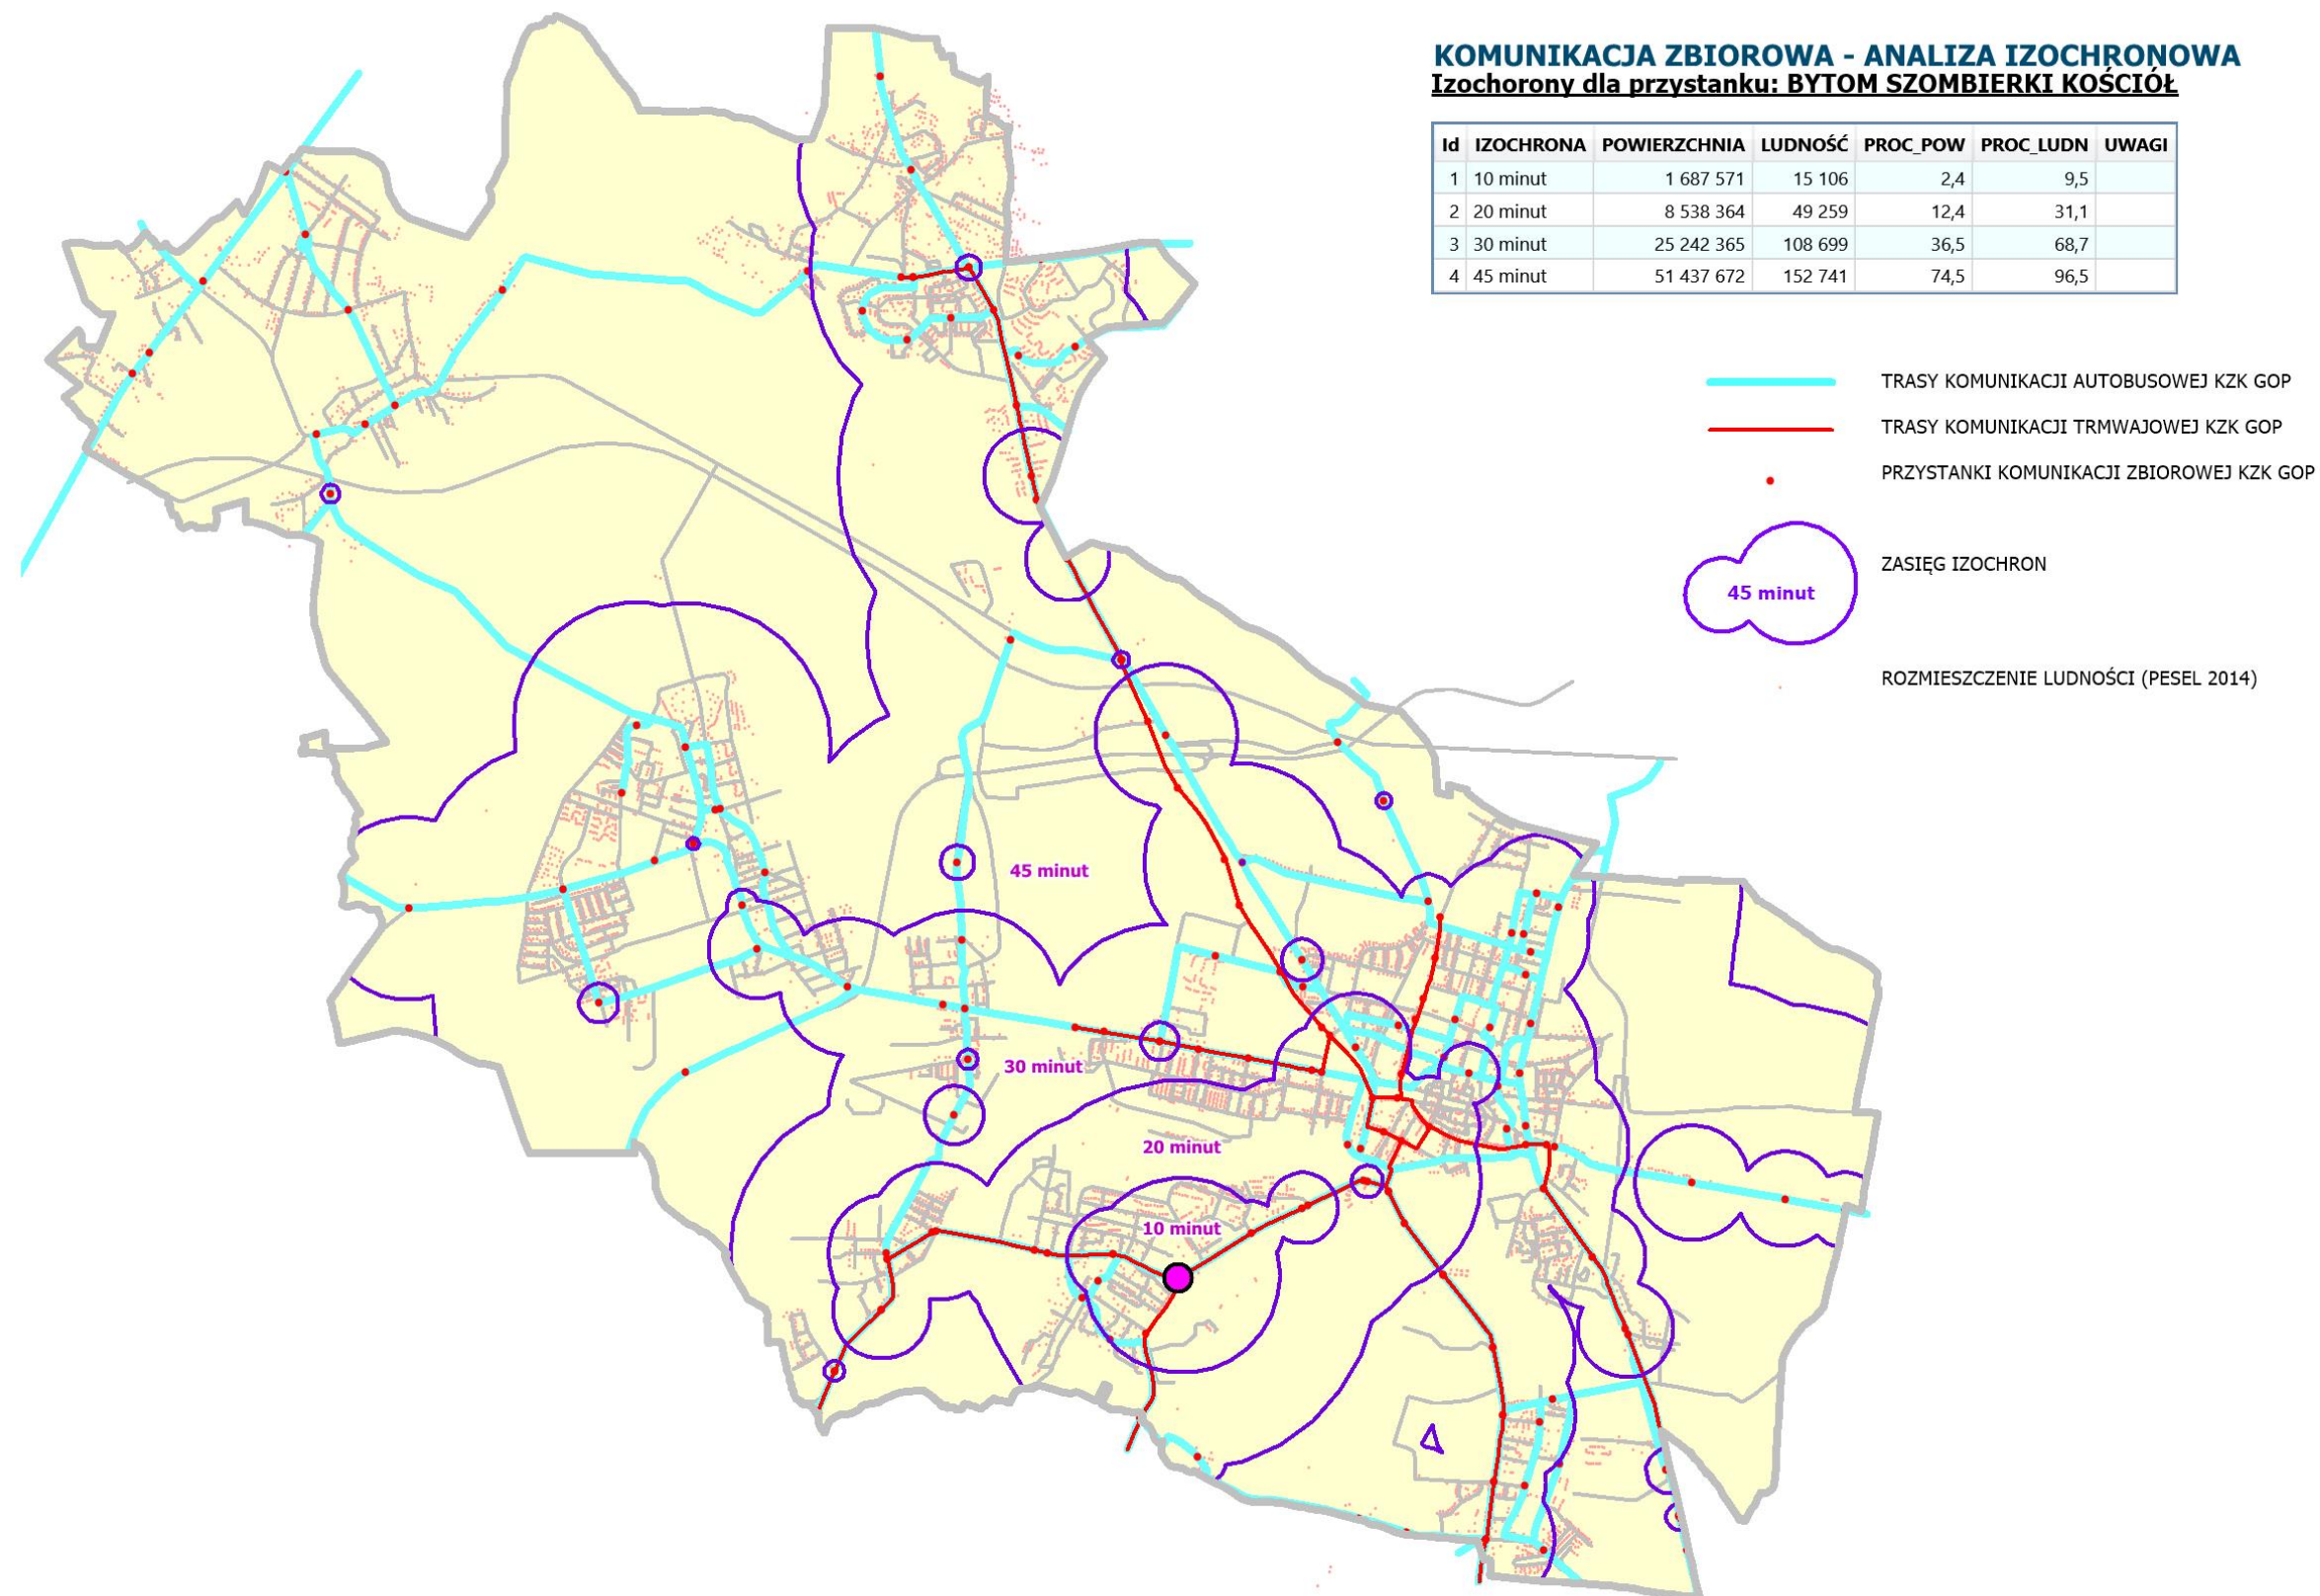 KOMUNIKACJA ZBIOROWA - ANALIZA IZOCHRONOWA
Izochorony dla przystanku: BYTOM SZOMBIERKI KOŚCIÓŁ
Id IZOCHRONA POWIERZCHNIA LUDNOŚĆ PROC_POW PROC_LUDN UWAGI
1 10 minut 1 687 571 15 106 2,4 9,5
2 20 minut 8 538 364 49 259 12,4 31,1
3 30 minut 25 242 365 108 699 36,5 68,7
4 45 minut 51 437 672 152 741 74,5 96,5
TRASY KOMUNIKACJI AUTOBUSOWEJ KZK GOP
TRASY KOMUNIKACJI TRMWAJOWEJ KZK GOP
PRZYSTANKI KOMUNIKACJI ZBIOROWEJ KZK GOP
ZASIĘG IZOCHRON
45 minut
ROZMIESZCZENIE LUDNOŚCI (PESEL 2014)
45 minut
30 minut
20 minut
10 minut